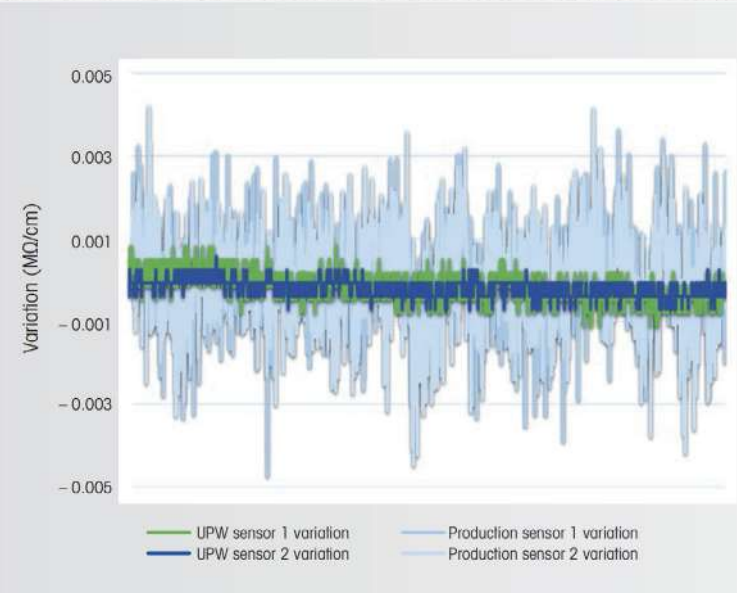 0.005
0.003
0.001
– 0.001
– 0.003
– 0.005
Variation (MΩ/cm)
UPW sensor 1 variation
Production sensor 1 variation
UPW sensor 2 variation
Production sensor 2 variation